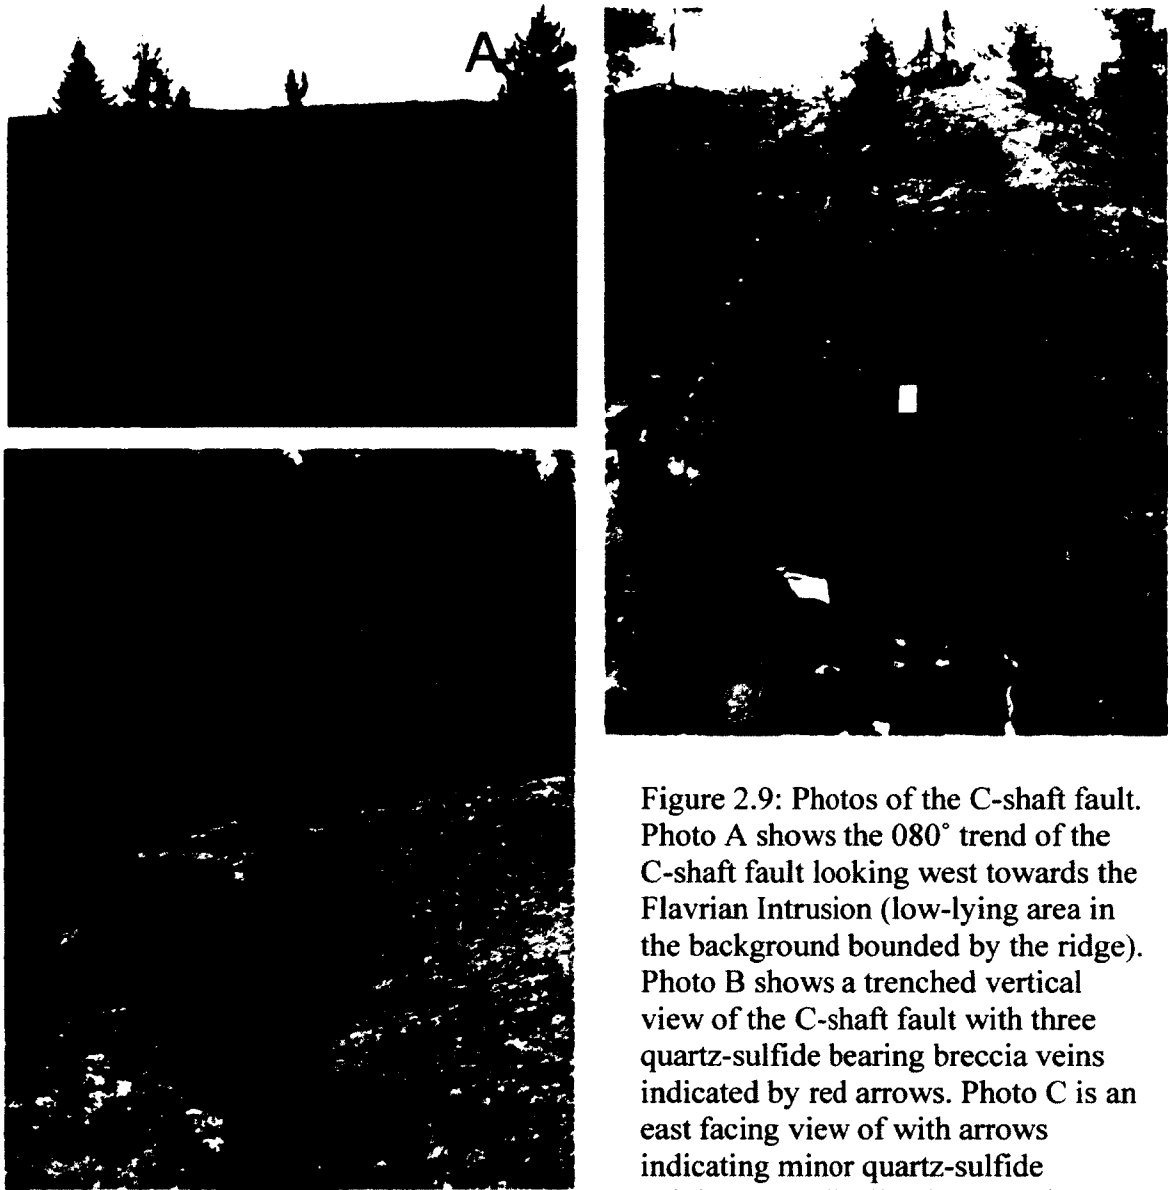 A
Figure 2.9: Photos of the C-shaft fault.
Photo A shows the 080° trend of the
C-shaft fault looking west towards the
Flavrian Intrusion (low-lying area in
the background bounded by the ridge).
Photo B shows a trenched vertical
view of the C-shaft fault with three
quartz-sulfide bearing breccia veins
indicated by red arrows. Photo C is an
east facing view of with arrows
indicating minor quartz-sulfide